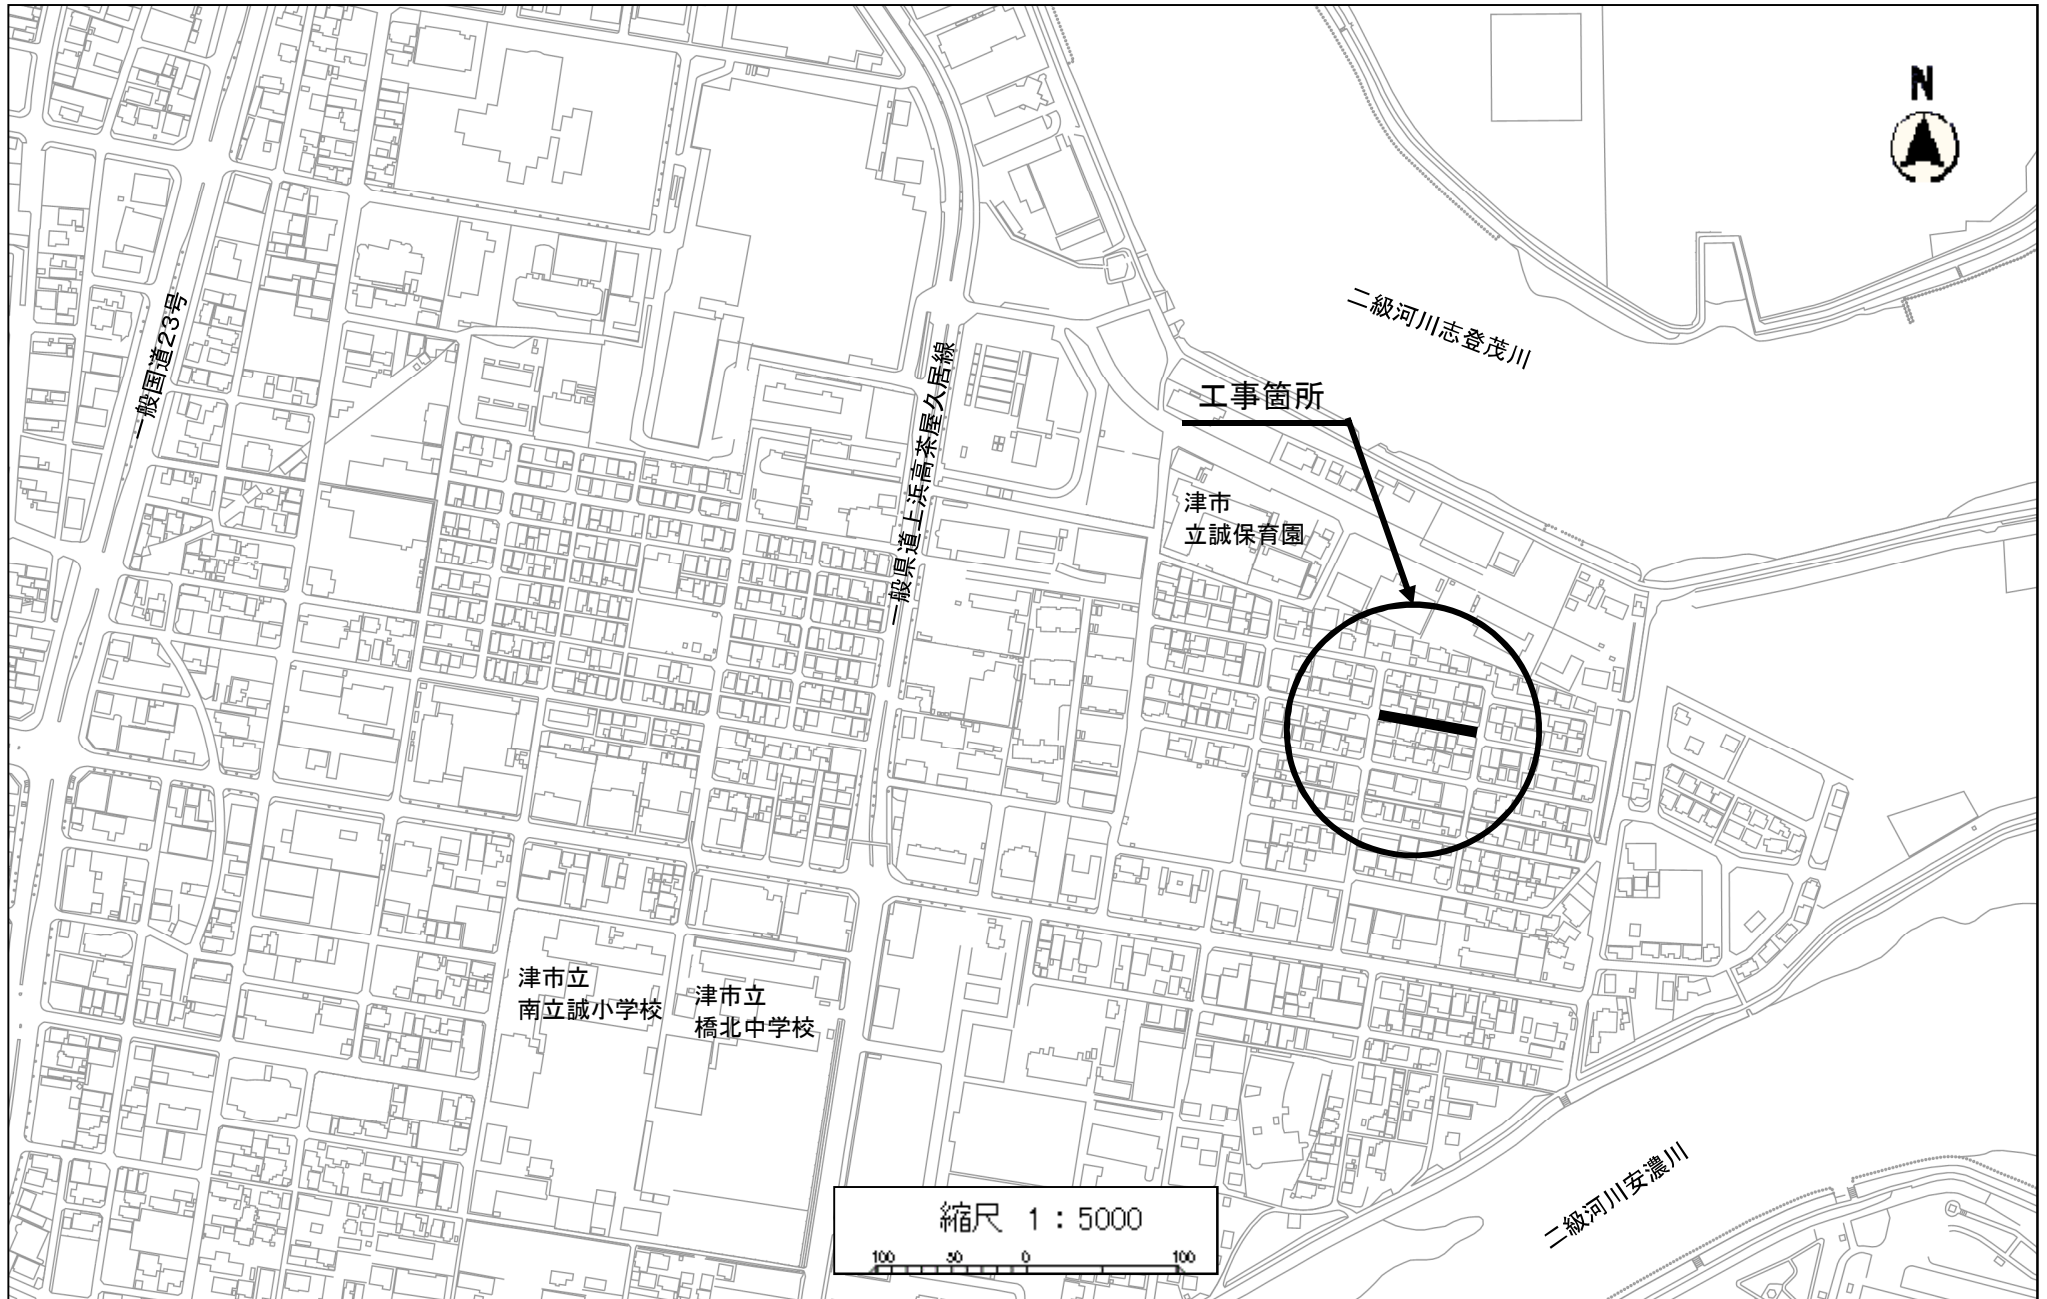 N
一般国道23号
二級河川志登茂川
一般県道上浜高茶屋久居線
工事箇所
津市
立誠保育園
津市立
南立誠小学校
津市立
橋北中学校
二級河川安濃川
縮尺 1：5000
100 50 0 100